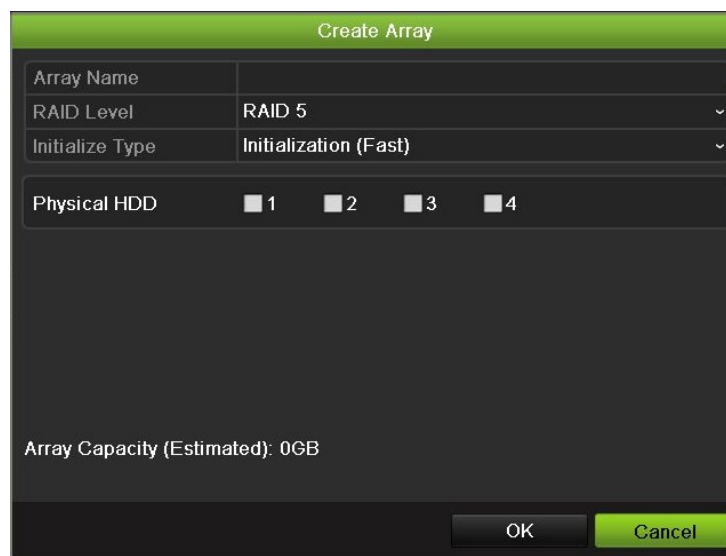 Create Array
Array Name
RAID Level RAID 5
Initialize Type Initialization (Fast)
Physical HDD 1 2 3 4
Array Capacity (Estimated): 0GB
OK Cancel